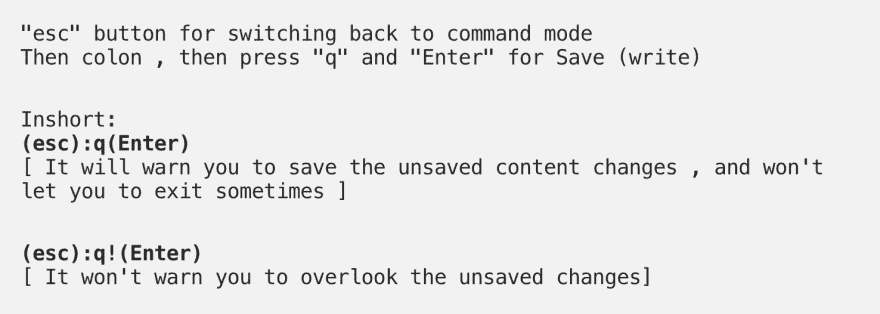 "esc" button for switching back to command mode
Then colon , then press "q" and "Enter" for Save (write)
Inshort:
(esc):q(Enter)
[ It will warn you to save the unsaved content changes , and won't
let you to exit sometimes ]
(esc):q!(Enter)
[ It won't warn you to overlook the unsaved changes]